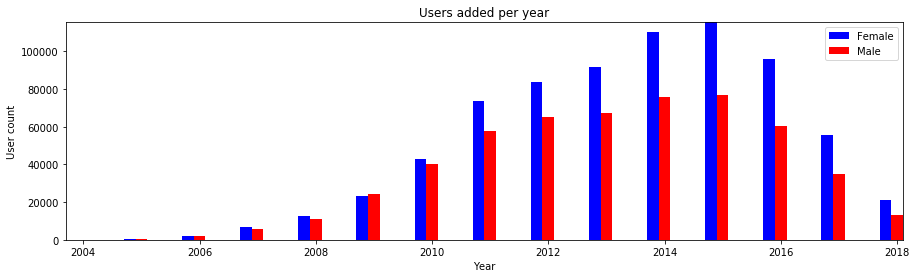 Users added per year
Female
Male
User count
100000
80000
60000
40000
20000
0
2004 2006 2008 2010 2012 2014 2016 2018
Year